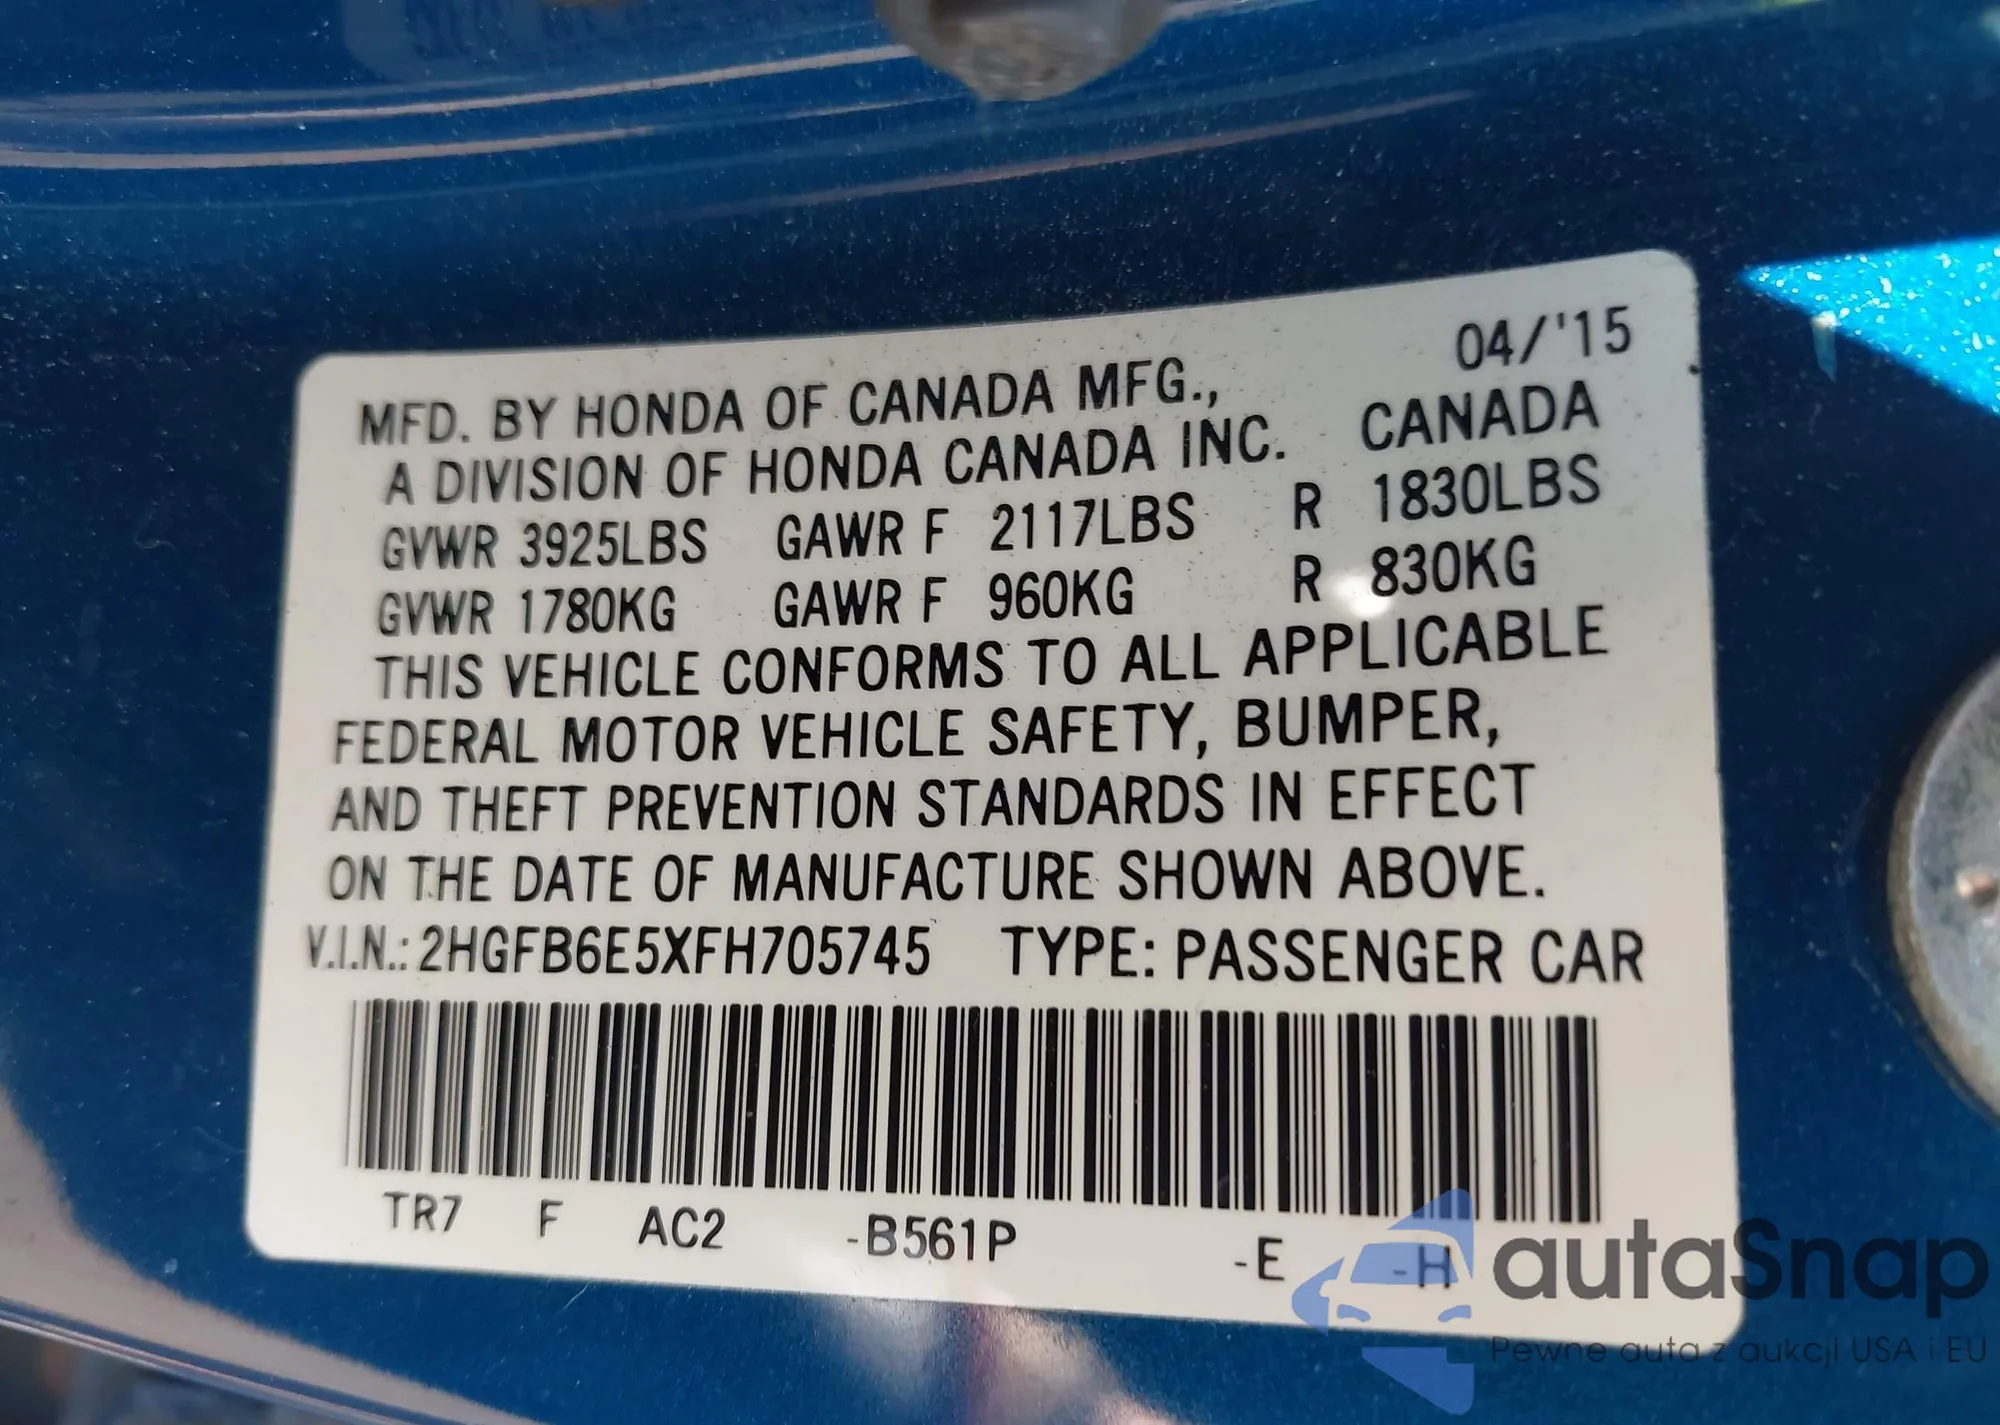 04/'15
MFD. BY HONDA OF CANADA MFG.,
A DIVISION OF HONDA CANADA INC. CANADA
GVWR 3925LBS GAWR F 2117LBS R 1830LBS
GVWR 1780KG GAWR F 960KG R 830KG
THIS VEHICLE CONFORMS TO ALL APPLICABLE
FEDERAL MOTOR VEHICLE SAFETY, BUMPER,
AND THEFT PREVENTION STANDARDS IN EFFECT
ON THE DATE OF MANUFACTURE SHOWN ABOVE.
V.I.N.: 2HGFB6E5XFH705745 TYPE: PASSENGER CAR
TR7 F AC2 -B561P -E -H
autaSnap
Pewne auta z aukcji USA i EU